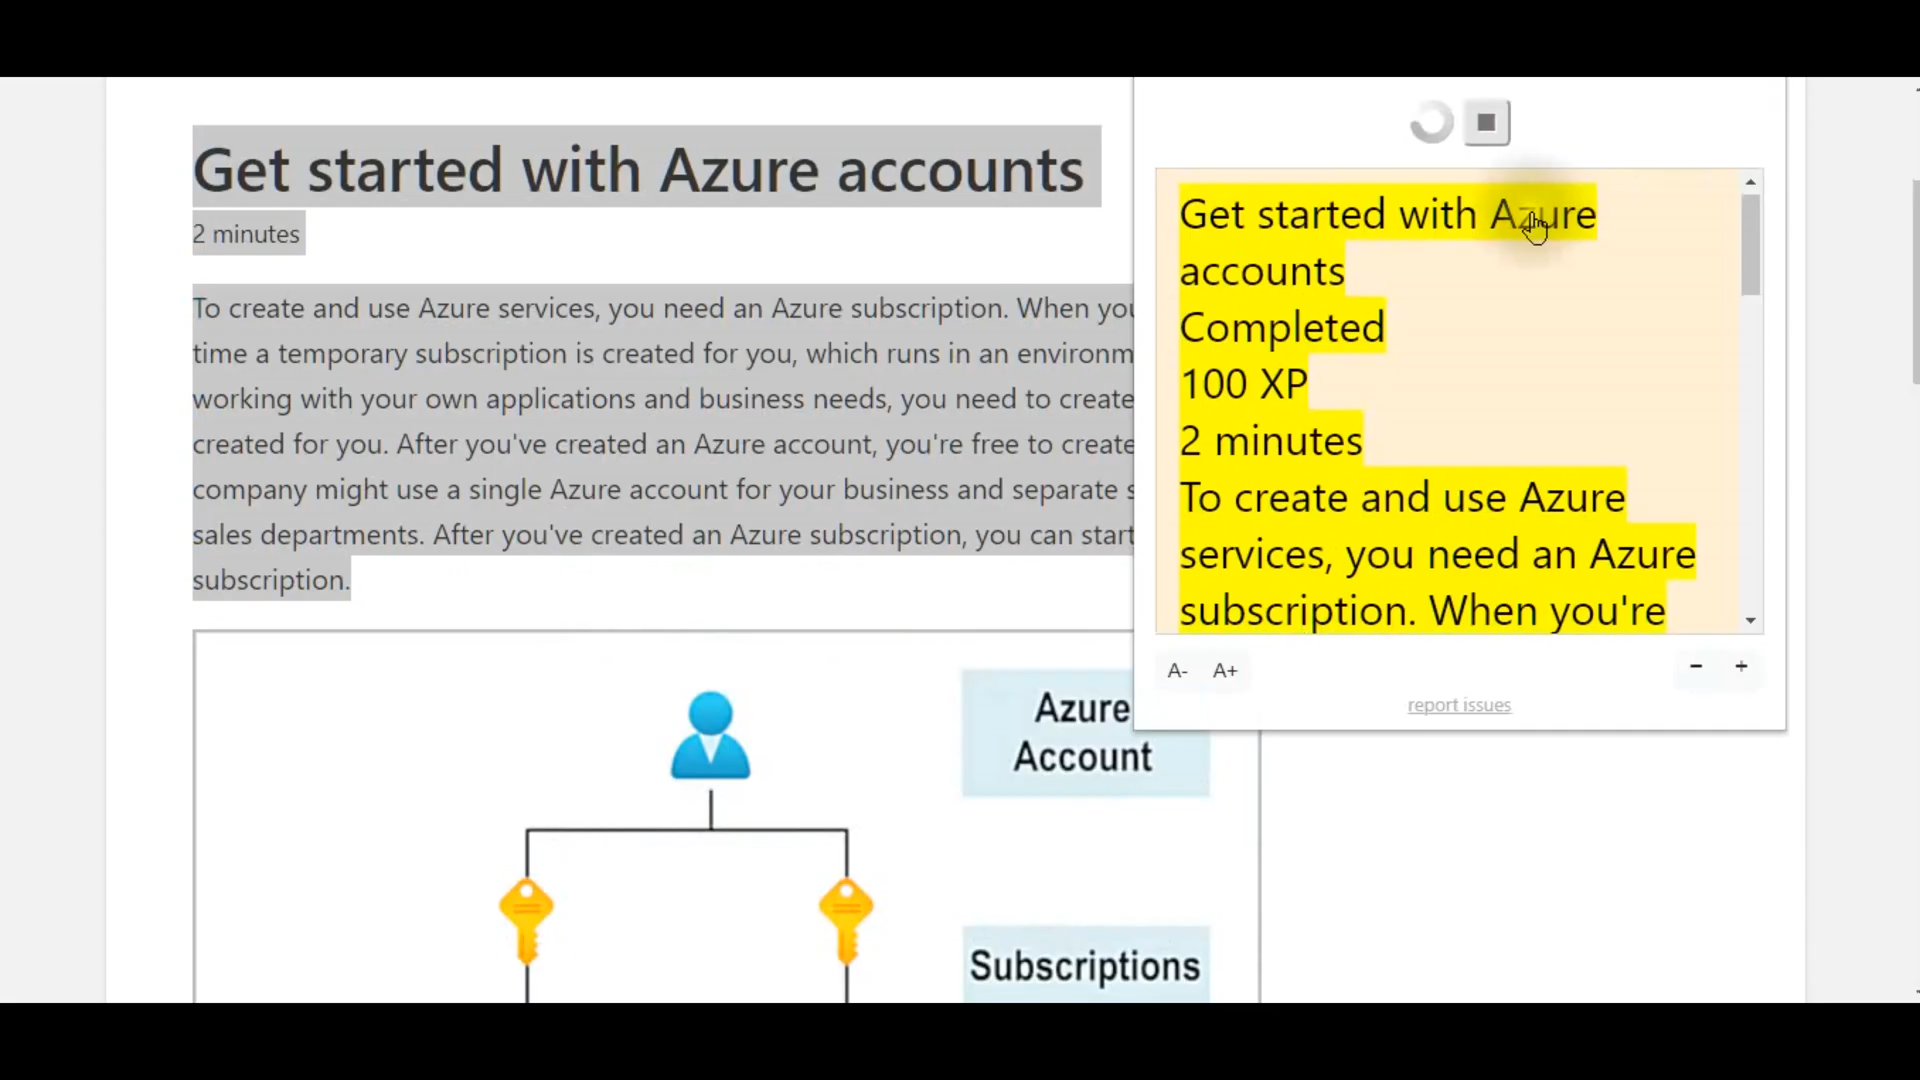 Get started with Azure accounts
2 minutes
To create and use Azure services, you need an Azure subscription. When you
time a temporary subscription is created for you, which runs in an environm
working with your own applications and business needs, you need to create
created for you. After you've created an Azure account, you're free to create
company might use a single Azure account for your business and separate s
sales departments. After you've created an Azure subscription, you can start
subscription.
Azure
Account
Subscriptions
Get started with Azure
accounts
Completed
100 XP
2 minutes
To create and use Azure
services, you need an Azure
subscription. When you're
A- A+ − +
report issues